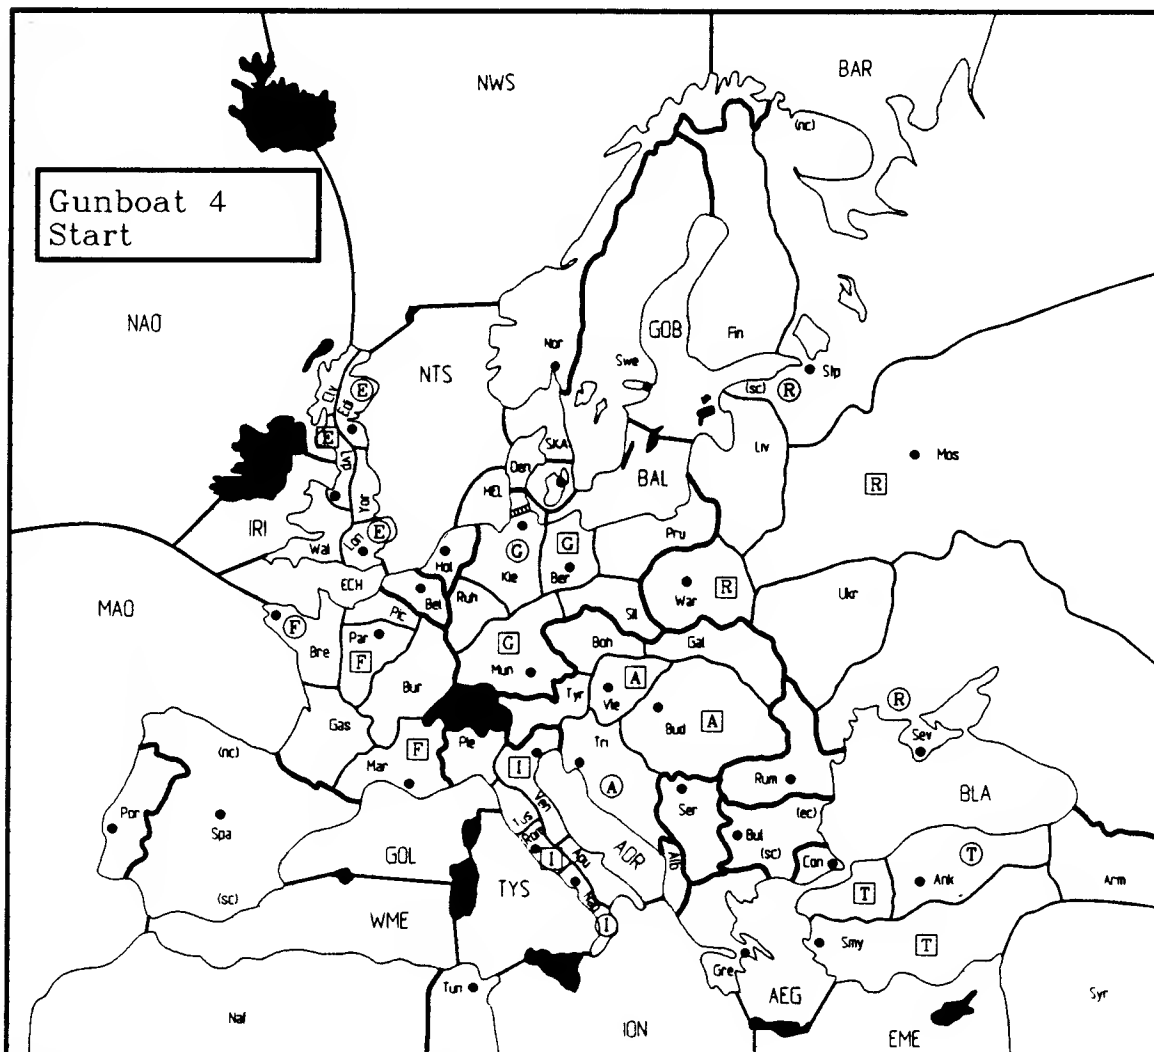 NWS
BAR
(nc)
Gunboat 4
Start
NAO
NTS
Nor
Swe
GOB
Fin
Stp
(sc) R
Cly
Edi
E
E
Lvp
Yor
SKA
Den
HEL
BAL
Liv
Mos
R
IRI
Wal
Lon
E
Hol
Kie
G
G
Ber
Pru
War
R
Ukr
MAO
ECH
Bel
Ruh
Sil
F
Bre
Pic
Par
F
Bur
G
Mun
Boh
Gal
Tyr
Vie
A
Bud
A
R
Sev
Gas
Mar
F
Pie
I
Ven
Tri
A
Rum
BLA
(nc)
Por
Spa
(sc)
GOL
Tus
Rom
I
Apu
Nap
I
ADR
Alb
Ser
Bul
(ec)
(sc)
Con
T
Ank
T
Arm
WME
TYS
Smy
T
Gre
AEG
Tun
Naf
ION
EME
Syr